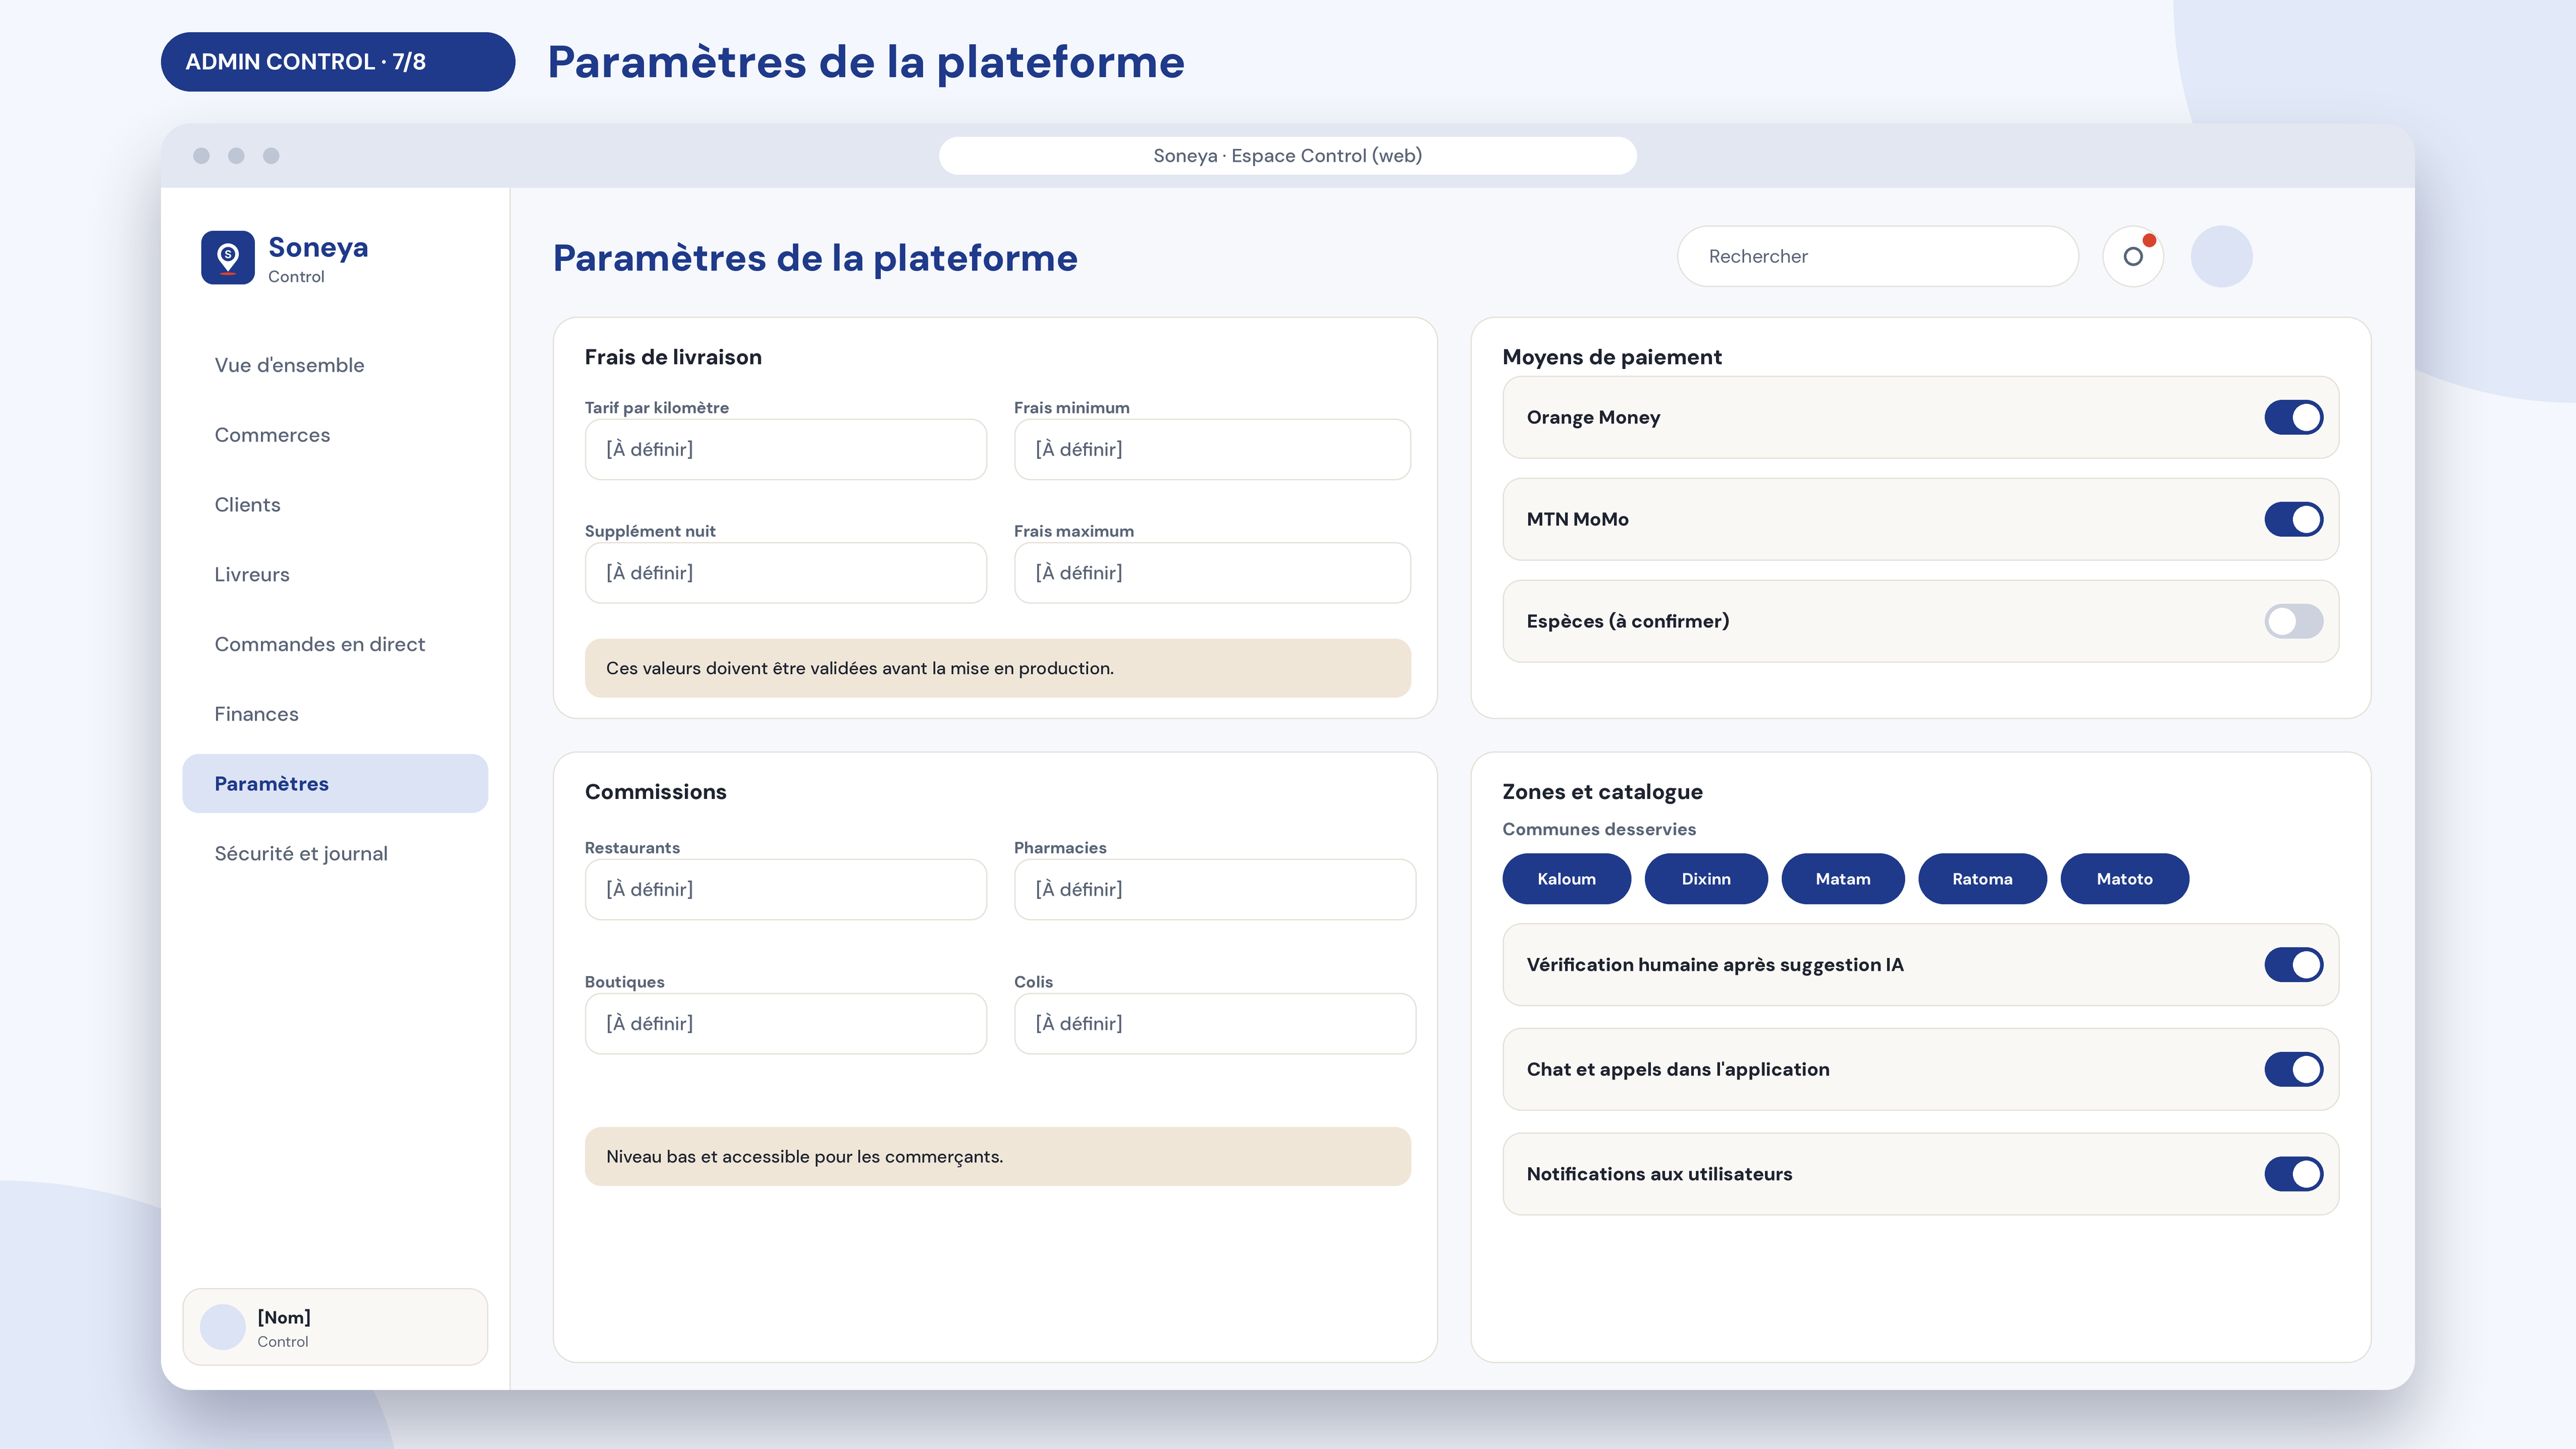 ADMIN CONTROL · 7/8
Paramètres de la plateforme
Soneya · Espace Control (web)
S
Soneya
Control
Vue d'ensemble
Commerces
Clients
Livreurs
Commandes en direct
Finances
Paramètres
Sécurité et journal
[Nom]
Control
Paramètres de la plateforme
Rechercher
Frais de livraison
Tarif par kilomètre
Frais minimum
[À définir]
[À définir]
Supplément nuit
Frais maximum
[À définir]
[À définir]
Ces valeurs doivent être validées avant la mise en production.
Moyens de paiement
Orange Money
MTN MoMo
Espèces (à confirmer)
Commissions
Restaurants
Pharmacies
[À définir]
[À définir]
Boutiques
Colis
[À définir]
[À définir]
Niveau bas et accessible pour les commerçants.
Zones et catalogue
Communes desservies
Kaloum Dixinn Matam Ratoma Matoto
Vérification humaine après suggestion IA
Chat et appels dans l'application
Notifications aux utilisateurs